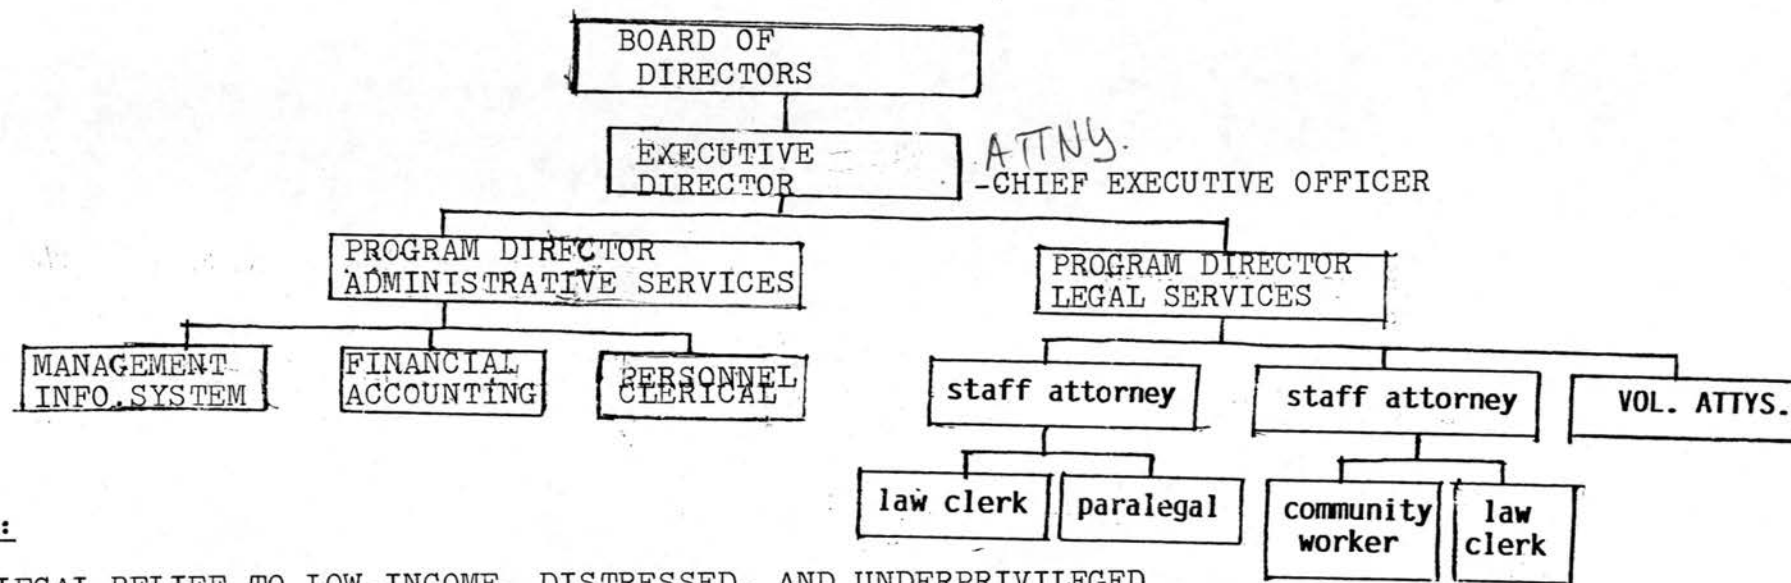 BOARD OF
DIRECTORS
EXECUTIVE
DIRECTOR
ATTNY.
-CHIEF EXECUTIVE OFFICER
PROGRAM DIRECTOR
ADMINISTRATIVE SERVICES
PROGRAM DIRECTOR
LEGAL SERVICES
MANAGEMENT
INFO.SYSTEM
FINANCIAL
ACCOUNTING
PERSONNEL
CLERICAL
staff attorney
staff attorney
VOL. ATTYS.
law clerk
paralegal
community
worker
law
clerk
:
LEGAL RELIEF TO LOW INCOME, DISTRESSED, AND UNDERPRIVILEGED